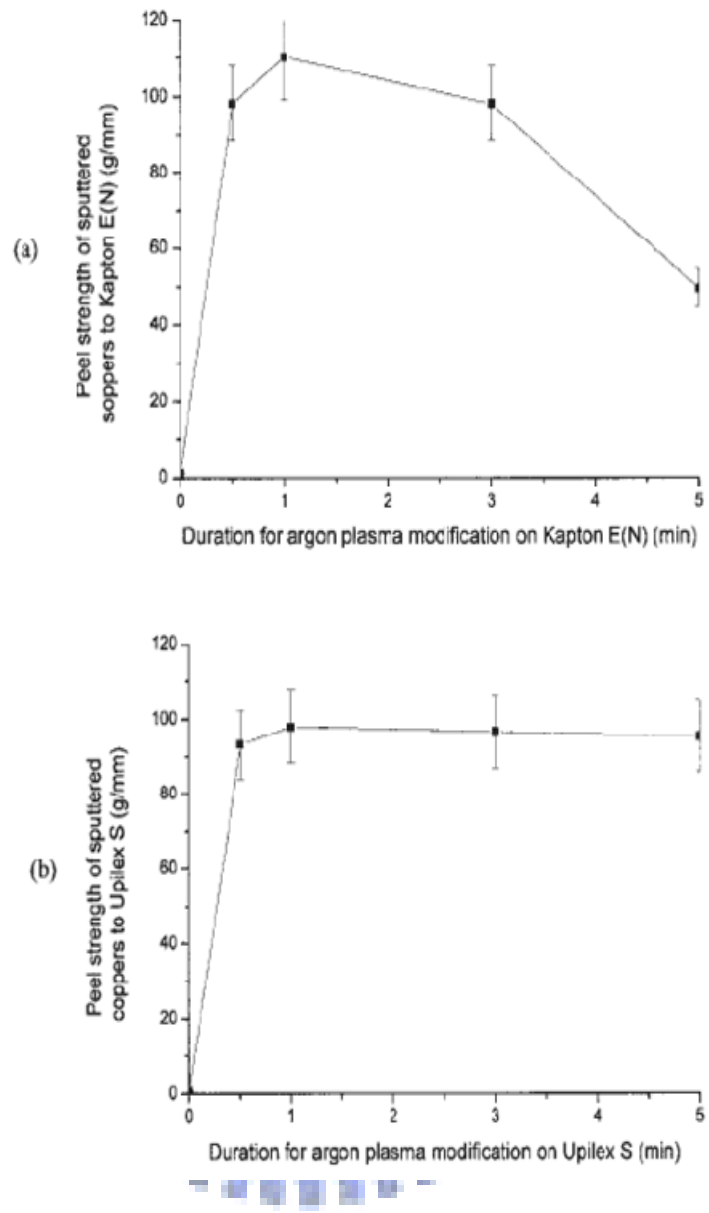 (a)
Peel strength of sputtered
soppers to Kapton E(N) (g/mm)
120
100
80
60
40
20
0
0 1 3 4 5
Duration for argon plasma modification on Kapton E(N) (min)
(b)
Peel strength of sputtered
coppers to Upilex S (g/mm)
120
100
80
60
40
20
0
0 1 2 3 4 5
Duration for argon plasma modification on Upilex S (min)